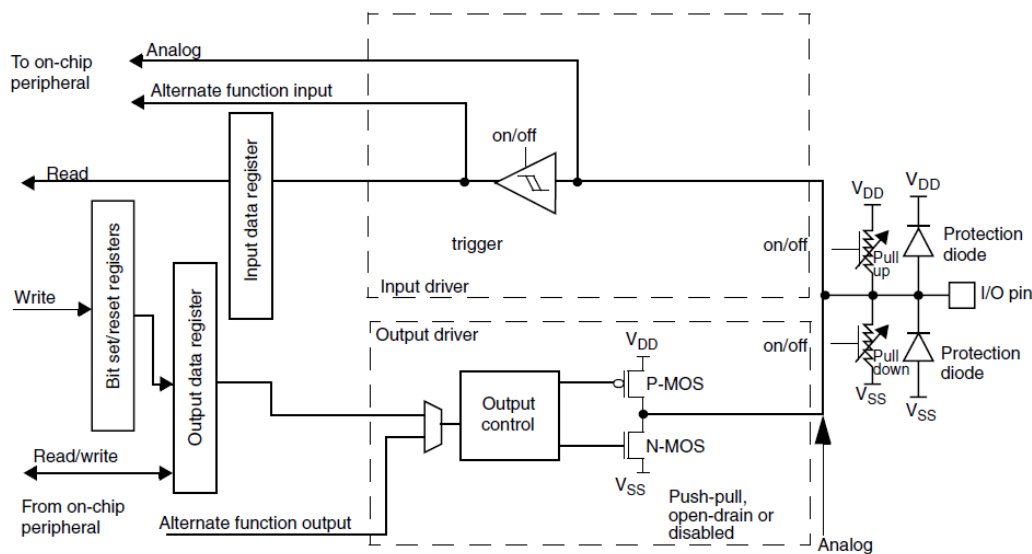 To on-chip
peripheral
Analog
Alternate function input
on/off
Read
Input data register
trigger
Input driver
on/off
VDD
VDD
Pull
up
Protection
diode
I/O pin
Write
Bit set/reset registers
Output data register
Read/write
From on-chip
peripheral
Alternate function output
Output driver
Output
control
VDD
P-MOS
N-MOS
VSS
Push-pull,
open-drain or
disabled
on/off
Pull
down
VSS
VSS
Protection
diode
Analog